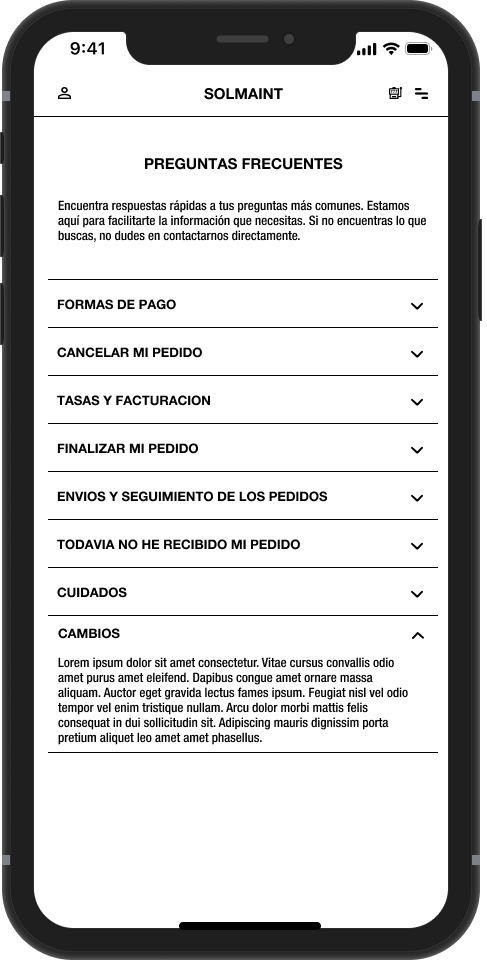 9:41
SOLMAINT
PREGUNTAS FRECUENTES
Encuentra respuestas rápidas a tus preguntas más comunes. Estamos
aquí para facilitarte la información que necesitas. Si no encuentras lo que
buscas, no dudes en contactarnos directamente.
FORMAS DE PAGO
CANCELAR MI PEDIDO
TASAS Y FACTURACION
FINALIZAR MI PEDIDO
ENVIOS Y SEGUIMIENTO DE LOS PEDIDOS
TODAVIA NO HE RECIBIDO MI PEDIDO
CUIDADOS
CAMBIOS
Lorem ipsum dolor sit amet consectetur. Vitae cursus convallis odio
amet purus amet eleifend. Dapibus congue amet ornare massa
aliquam. Auctor eget gravida lectus fames ipsum. Feugiat nisl vel odio
tempor vel enim tristique nullam. Arcu dolor morbi mattis felis
consequat in dui sollicitudin sit. Adipiscing mauris dignissim porta
pretium aliquet leo amet amet phasellus.